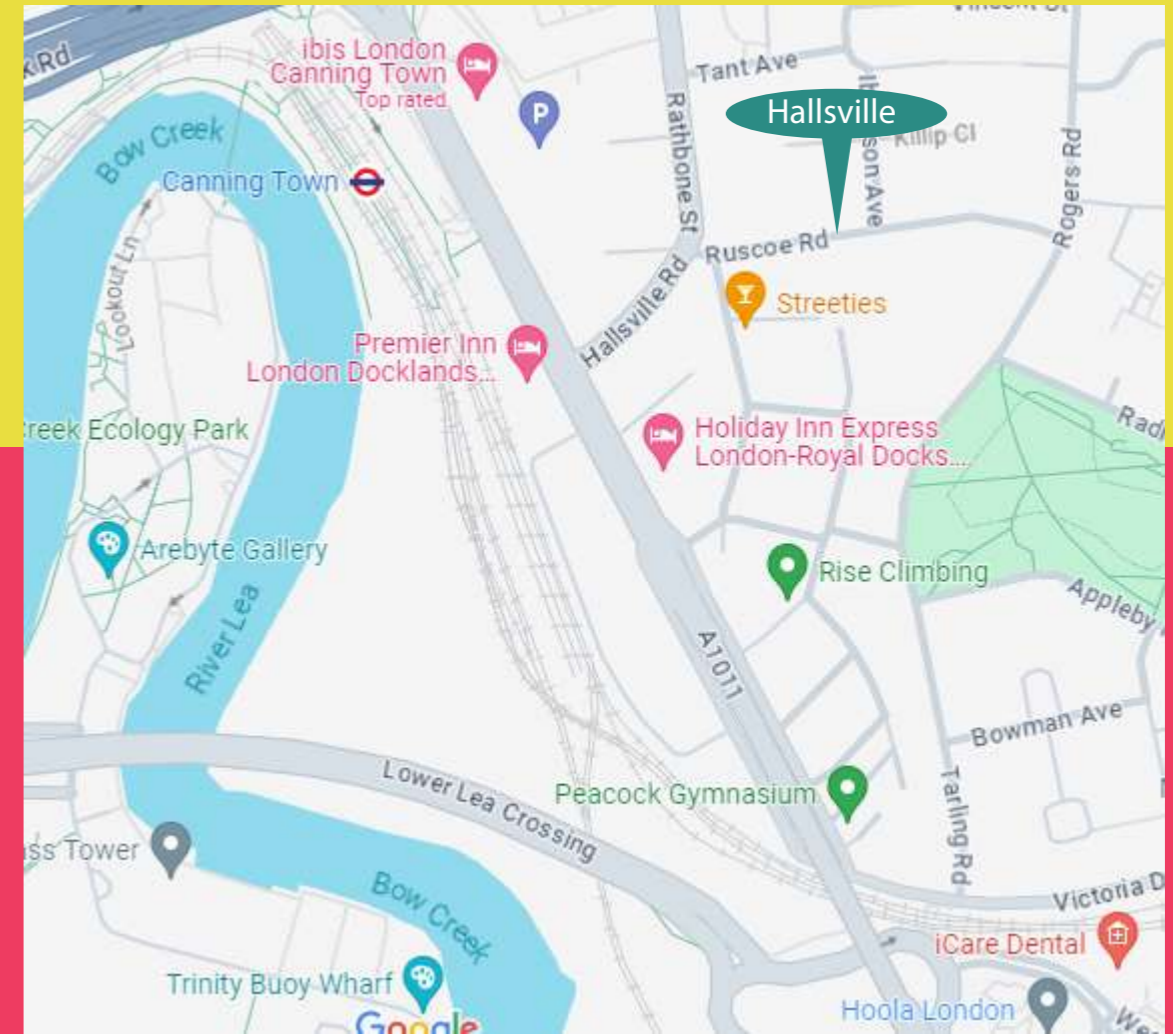 k Rd
ibis London
Canning Town
Top rated
P
Tant Ave
Hallsville
Killip Cl
son Ave
Rathbone St
Rogers Rd
Bow Creek
Canning Town
Lookout Ln
Ruscoe Rd
Hallsville Rd
Streeties
Premier Inn
London Docklands...
reek Ecology Park
Holiday Inn Express
London-Royal Docks...
Arebyte Gallery
Rise Climbing
Appleby
River Lea
A1011
Bowman Ave
Lower Lea Crossing
Peacock Gymnasium
Tarling Rd
ss Tower
Victoria D
Bow Creek
iCare Dental
Trinity Buoy Wharf
Hoola London
Google